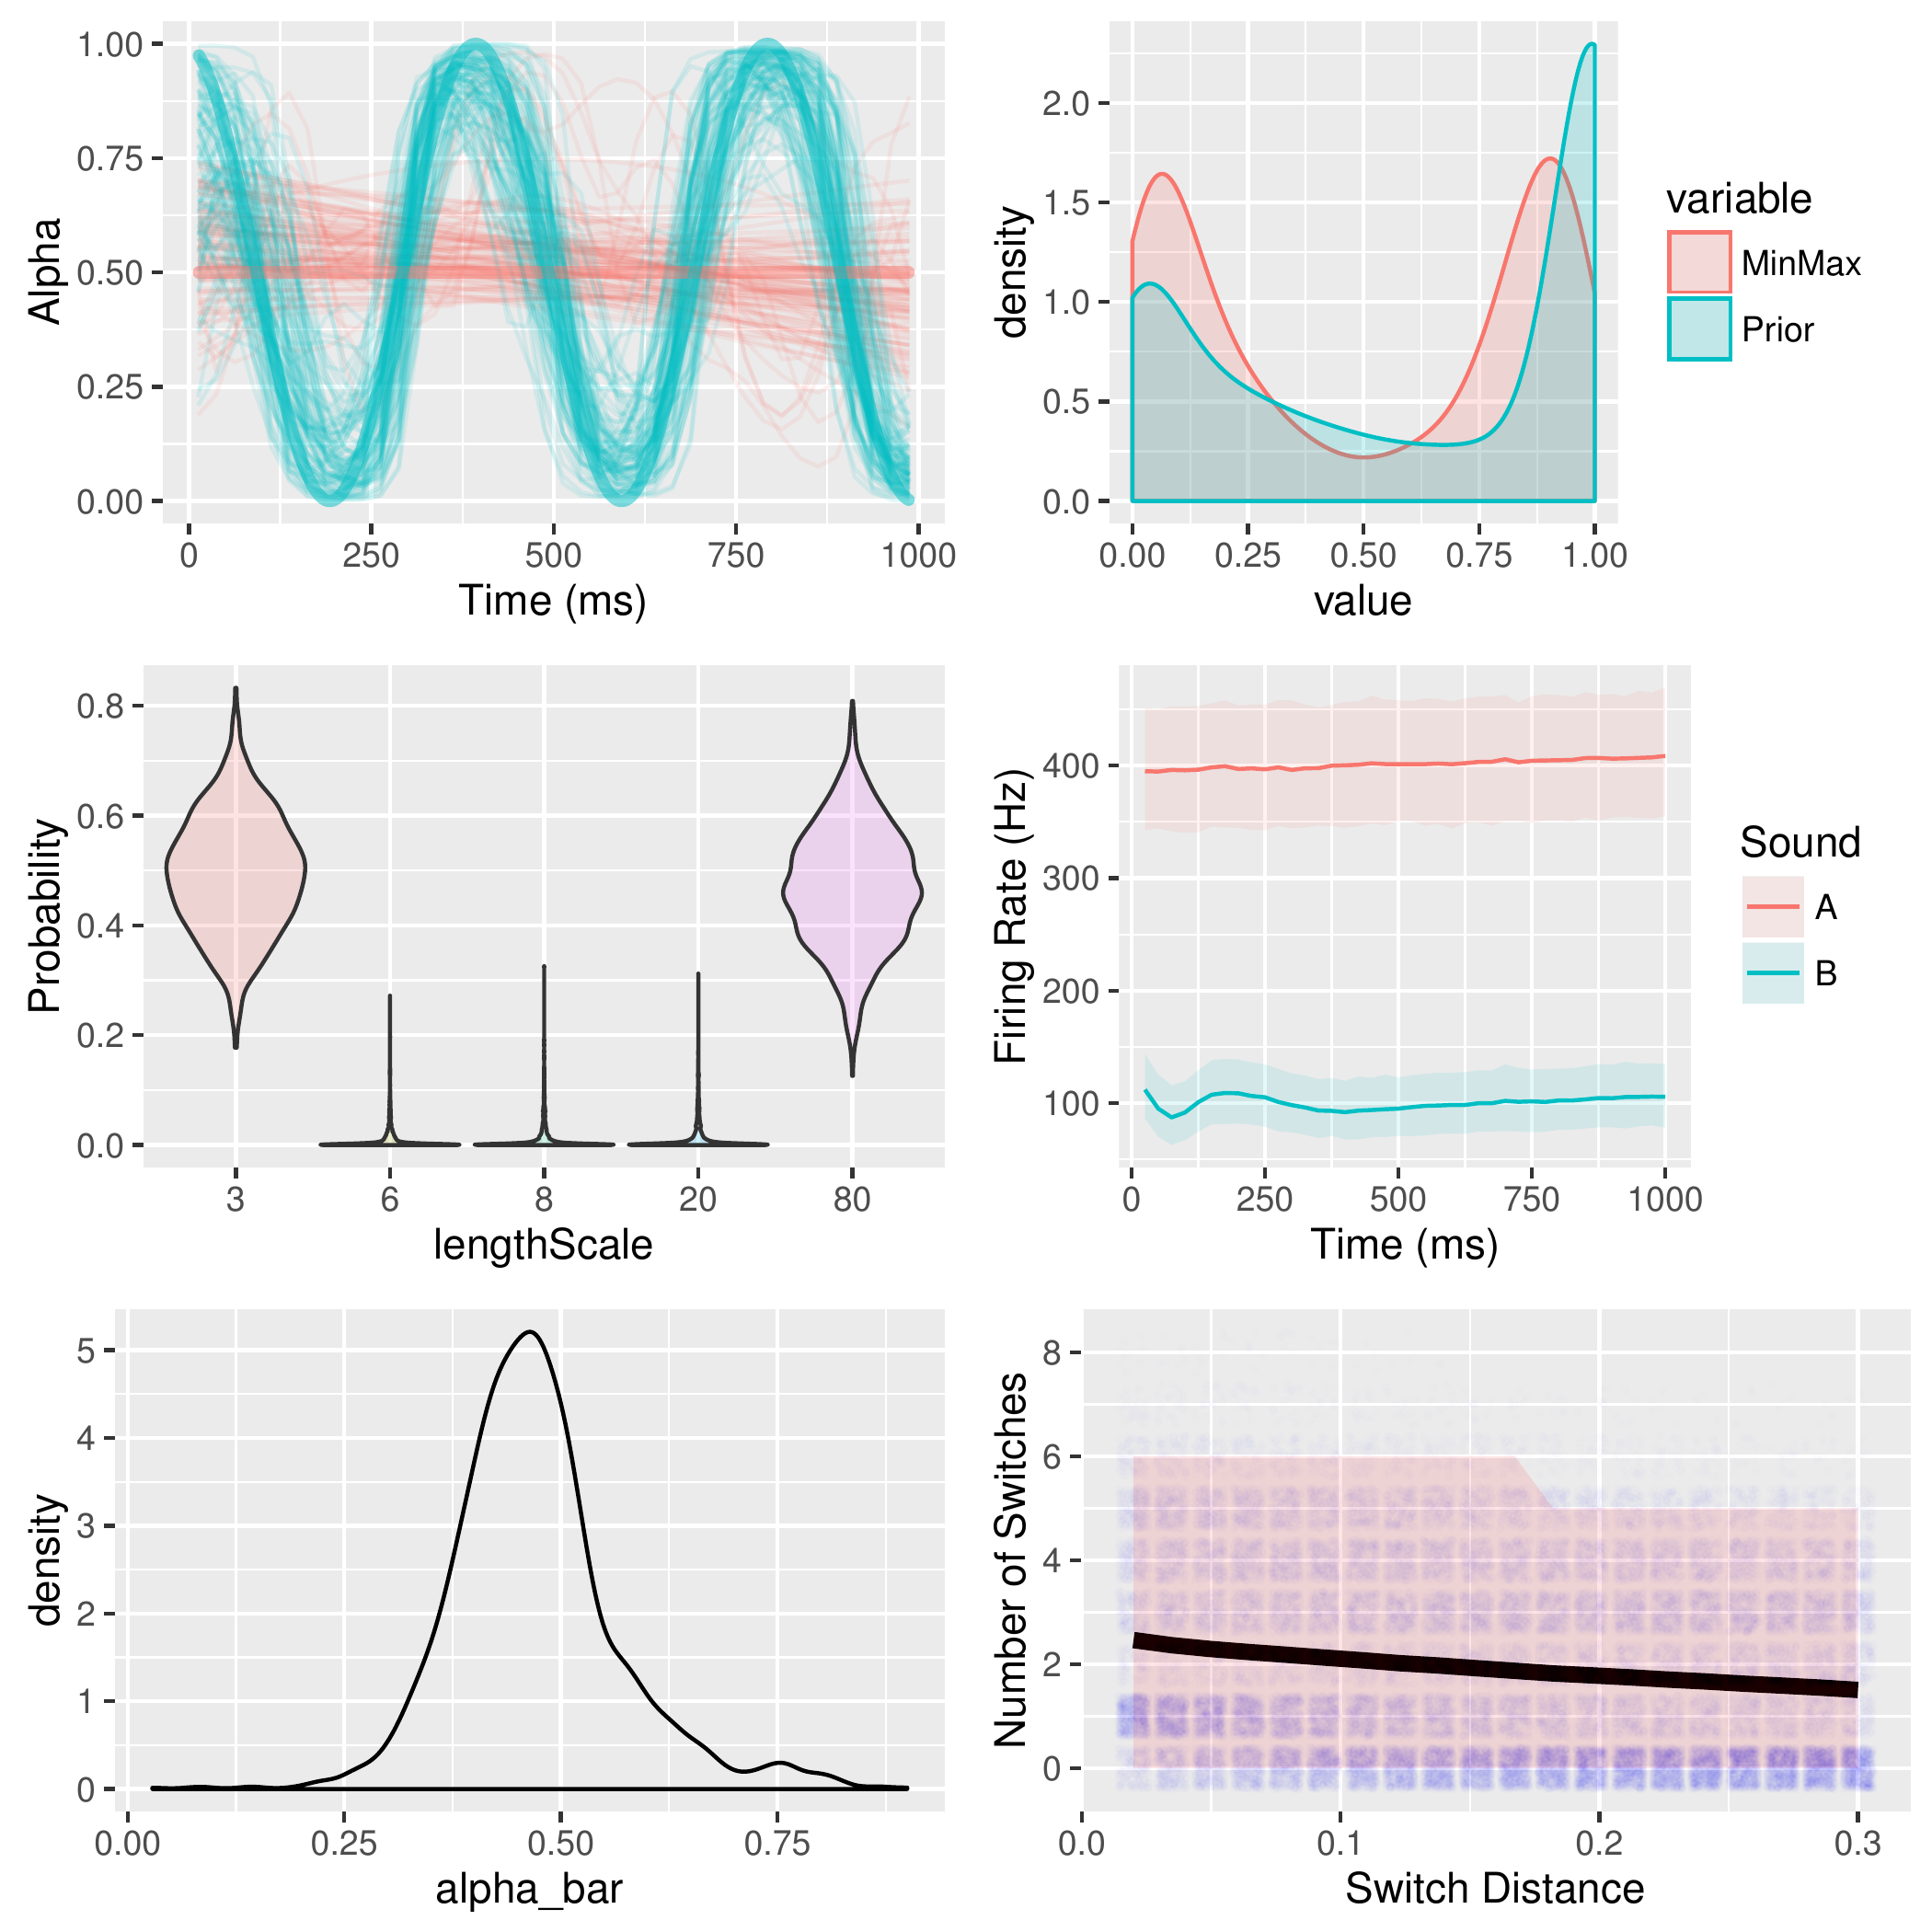 1.00
0.75
0.50
0.25
0.00
Alpha
0 250 500 750 1000
Time (ms)
2.0
1.5
1.0
0.5
0.0
density
0.00 0.25 0.50 0.75 1.00
value
variable
MinMax
Prior
0.8
0.6
0.4
0.2
0.0
Probability
3 6 8 20 80
lengthScale
400
300
200
100
Firing Rate (Hz)
0 250 500 750 1000
Time (ms)
Sound
A
B
5
4
3
2
1
0
density
0.00 0.25 0.50 0.75
alpha_bar
8
6
4
2
0
Number of Switches
0.0 0.1 0.2 0.3
Switch Distance